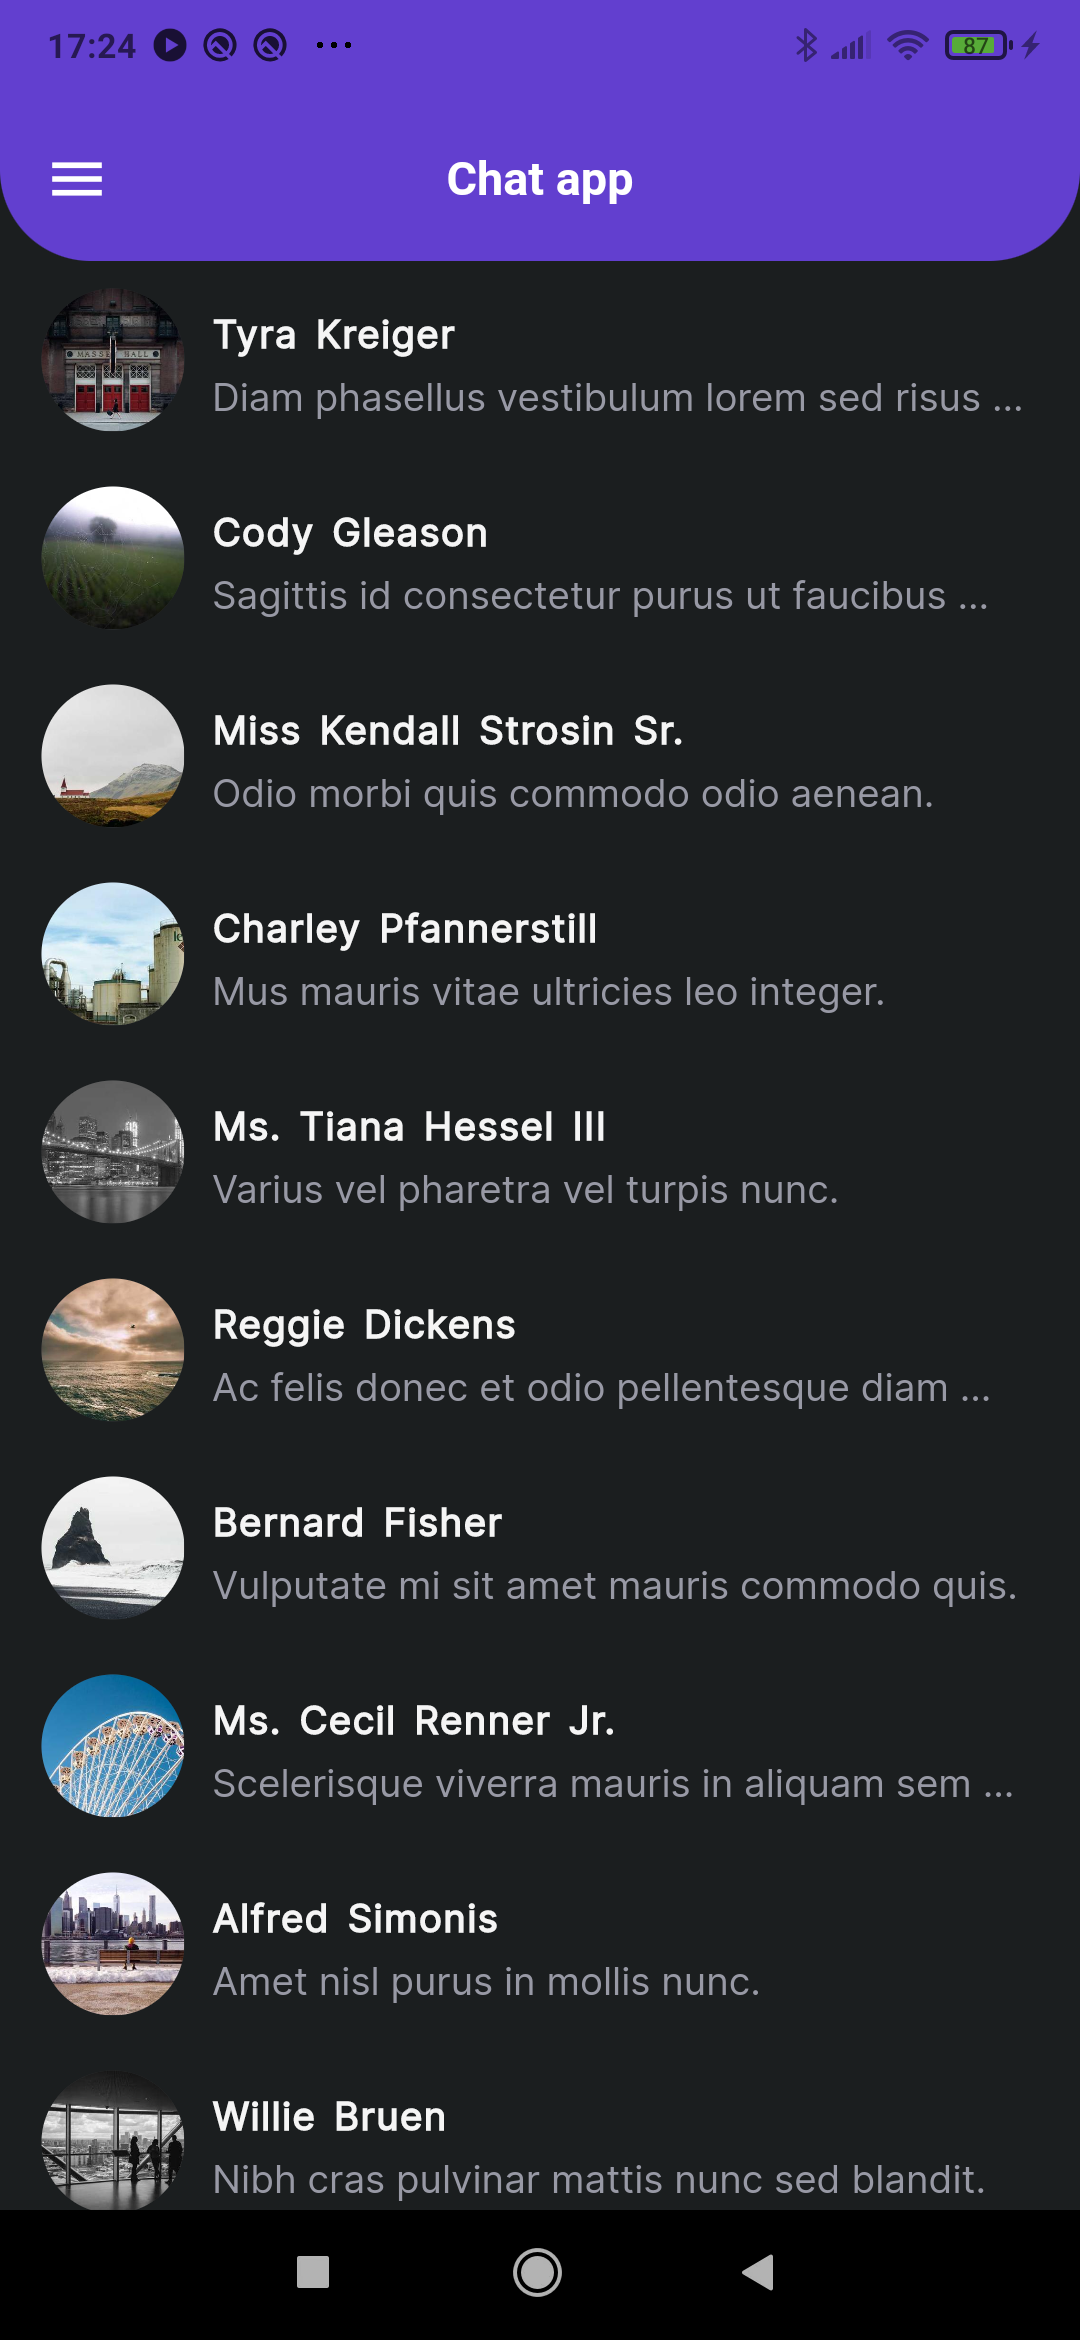 17:24
87
Chat app
MASSEY HALL
Tyra Kreiger
Diam phasellus vestibulum lorem sed risus ...
Cody Gleason
Sagittis id consectetur purus ut faucibus ...
Miss Kendall Strosin Sr.
Odio morbi quis commodo odio aenean.
Charley Pfannerstill
Mus mauris vitae ultricies leo integer.
Ms. Tiana Hessel III
Varius vel pharetra vel turpis nunc.
Reggie Dickens
Ac felis donec et odio pellentesque diam ...
Bernard Fisher
Vulputate mi sit amet mauris commodo quis.
Ms. Cecil Renner Jr.
Scelerisque viverra mauris in aliquam sem ...
Alfred Simonis
Amet nisl purus in mollis nunc.
Willie Bruen
Nibh cras pulvinar mattis nunc sed blandit.